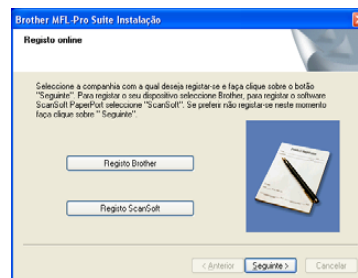 Brother MFL-Pro Suite Instalação
Registo online
Seleccione a companhia com a qual deseja registar-se e faça clique sobre o botão
"Seguinte". Para registar o seu dispositivo seleccione Brother, para registar o software
ScanSoft PaperPort seleccione "ScanSoft". Se preferir não registar-se neste momento
faça clique sobre "Seguinte".
Registo Brother
Registo ScanSoft
< Anterior
Seguinte >
Cancelar